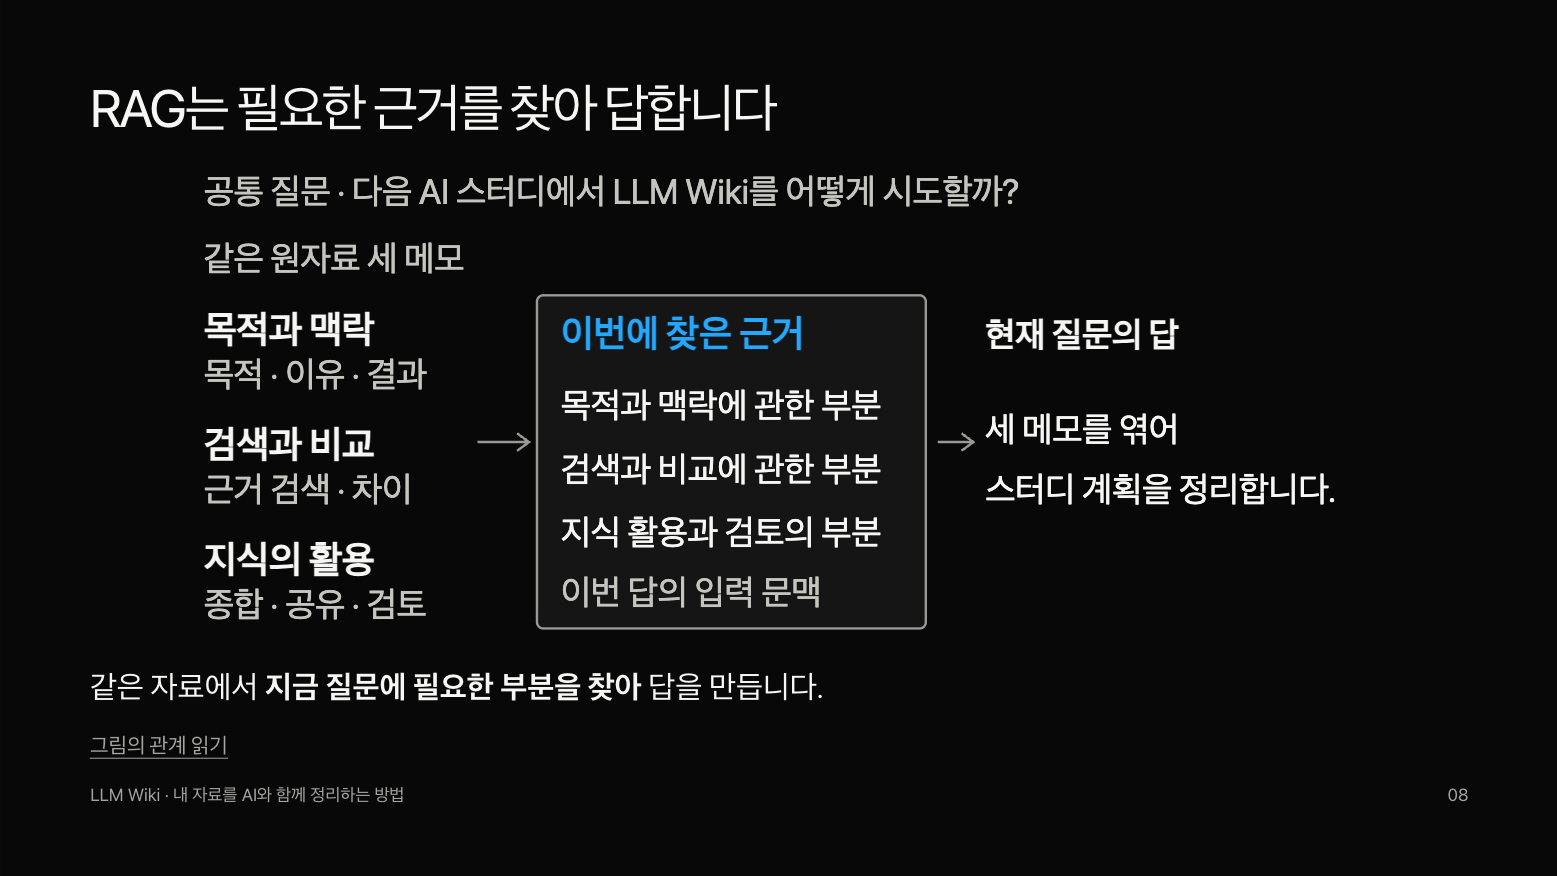 RAG는 필요한 근거를 찾아 답합니다
공통 질문 · 다음 AI 스터디에서 LLM Wiki를 어떻게 시도할까?
같은 원자료 세 메모
목적과 맥락
목적 · 이유 · 결과
검색과 비교
근거 검색 · 차이
지식의 활용
종합 · 공유 · 검토
이번에 찾은 근거
목적과 맥락에 관한 부분
검색과 비교에 관한 부분
지식 활용과 검토의 부분
이번 답의 입력 문맥
현재 질문의 답
세 메모를 엮어
스터디 계획을 정리합니다.
같은 자료에서 지금 질문에 필요한 부분을 찾아 답을 만듭니다.
그림의 관계 읽기
LLM Wiki · 내 자료를 AI와 함께 정리하는 방법
08